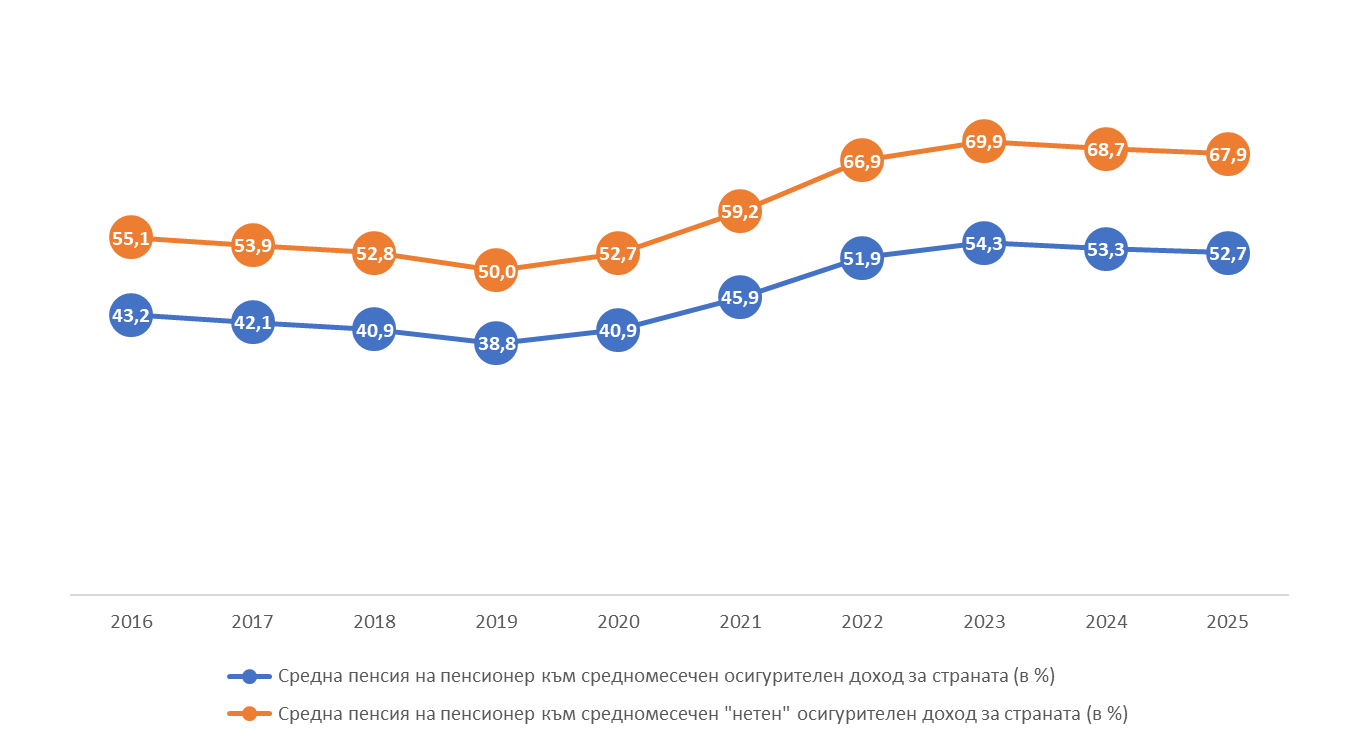 55,1 53,9 52,8 50,0 52,7 59,2 66,9 69,9 68,7 67,9
43,2 42,1 40,9 38,8 40,9 45,9 51,9 54,3 53,3 52,7
2016 2017 2018 2019 2020 2021 2022 2023 2024 2025
Средна пенсия на пенсионер към средномесечен осигурителен доход за страната (в %)
Средна пенсия на пенсионер към средномесечен "нетен" осигурителен доход за страната (в %)